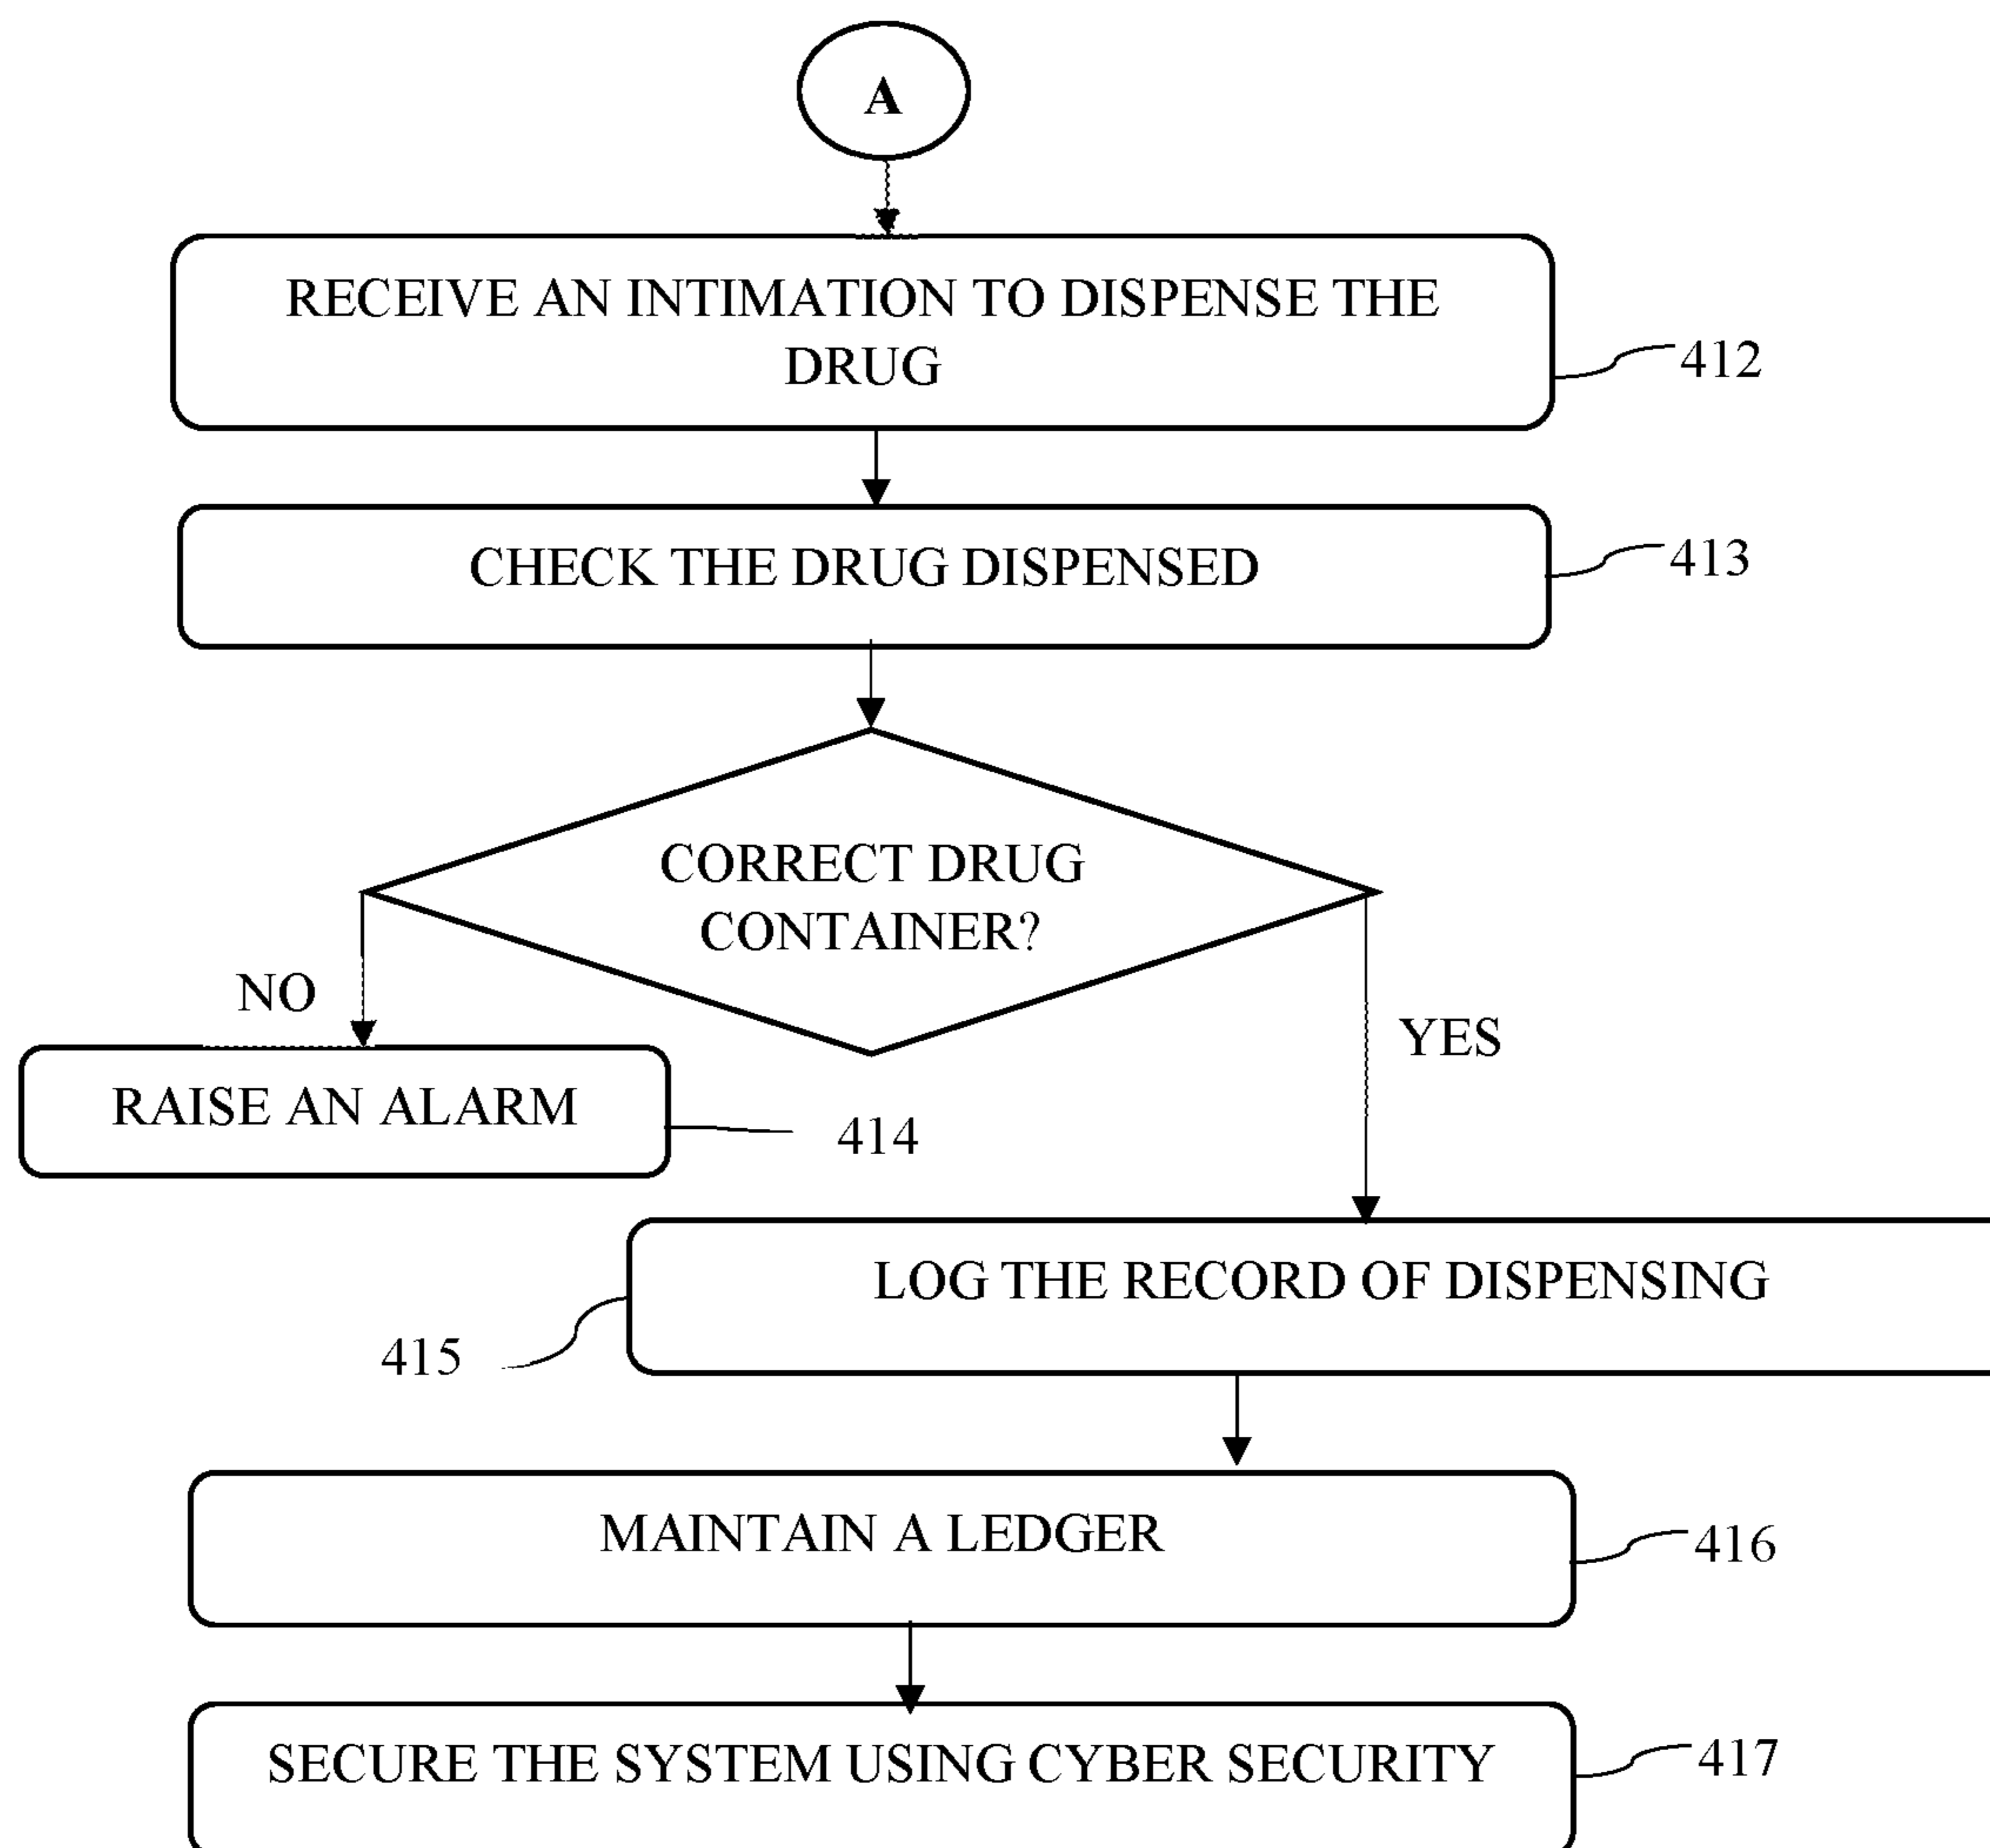 A
RECEIVE AN INTIMATION TO DISPENSE THE
DRUG
412
CHECK THE DRUG DISPENSED
413
CORRECT DRUG
CONTAINER?
NO
YES
RAISE AN ALARM
414
LOG THE RECORD OF DISPENSING
415
MAINTAIN A LEDGER
416
SECURE THE SYSTEM USING CYBER SECURITY
417